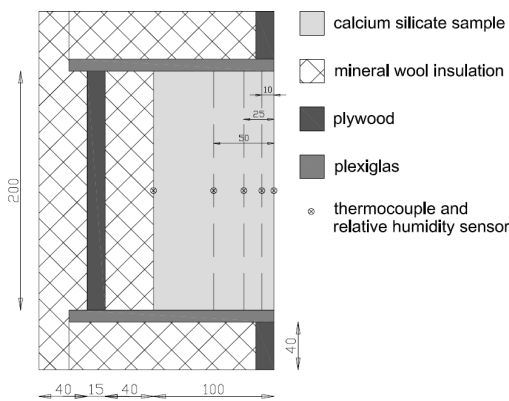 calcium silicate sample
mineral wool insulation
plywood
plexiglas
thermocouple and
relative humidity sensor
10
25
50
200
40
40
15
40
100